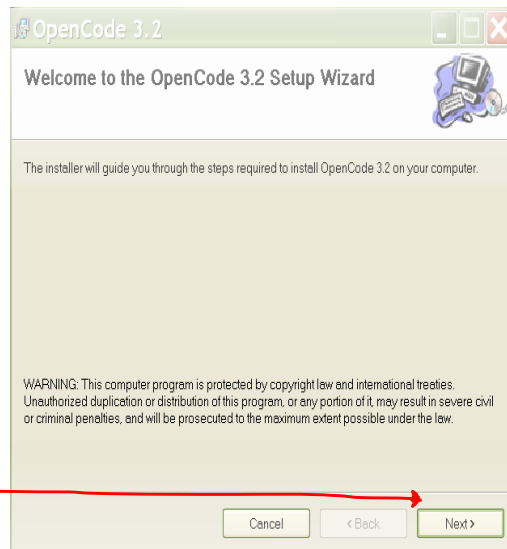 OpenCode 3.2
Welcome to the OpenCode 3.2 Setup Wizard
The installer will guide you through the steps required to install OpenCode 3.2 on your computer.
WARNING: This computer program is protected by copyright law and international treaties.
Unauthorized duplication or distribution of this program, or any portion of it, may result in severe civil
or criminal penalties, and will be prosecuted to the maximum extent possible under the law.
Cancel
< Back
Next >